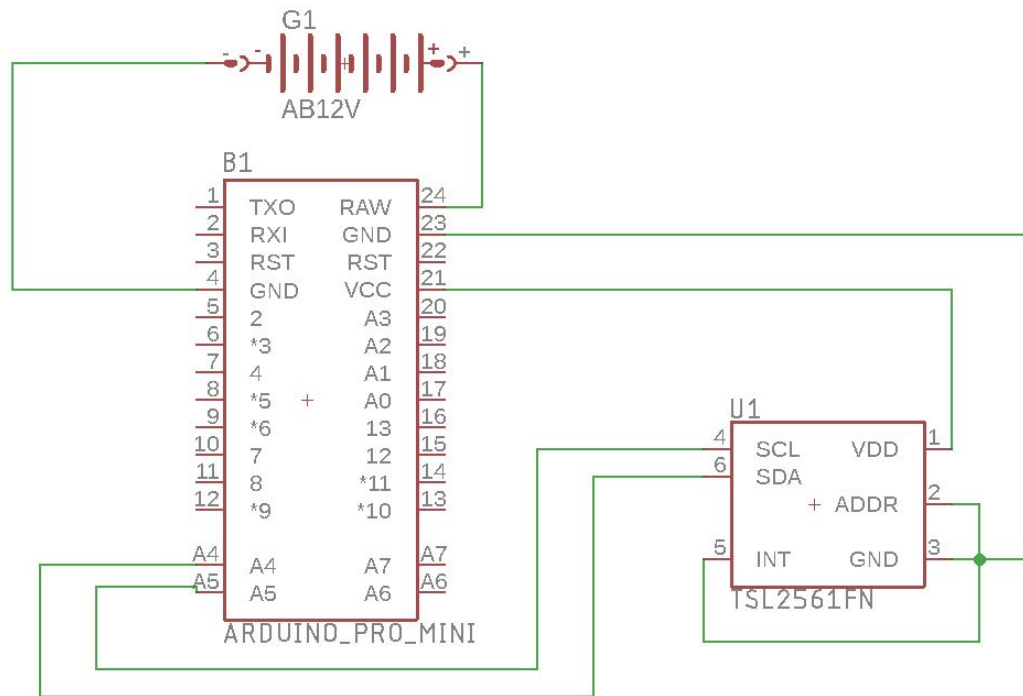 G1
- - + +
AB12V
B1
1 TXO RAW 24
2 RXI GND 23
3 RST RST 22
4 GND VCC 21
5 2 A3 20
6 *3 A2 19
7 4 A1 18
8 *5 A0 17
9 *6 13 16
10 7 12 15
11 8 *11 14
12 *9 *10 13
A4 A4 A7 A7
A5 A5 A6 A6
ARDUINO_PRO_MINI
U1
4 SCL VDD 1
6 SDA
ADDR 2
5 INT GND 3
TSL2561FN